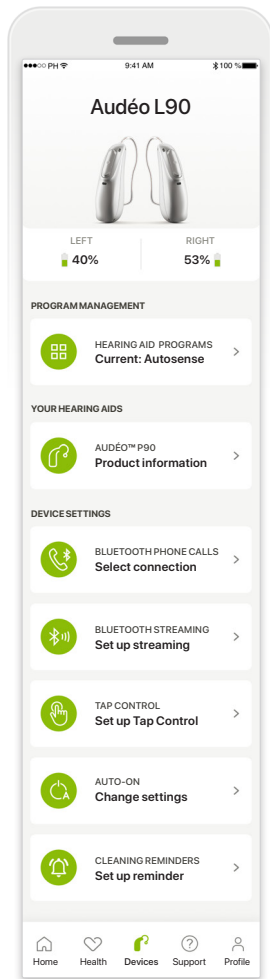 ●●●○○ PH 9:41 AM 100 %
Audéo L90
LEFT RIGHT
40% 53%
PROGRAM MANAGEMENT
HEARING AID PROGRAMS
Current: Autosense
YOUR HEARING AIDS
AUDÉO™ P90
Product information
DEVICE SETTINGS
BLUETOOTH PHONE CALLS
Select connection
BLUETOOTH STREAMING
Set up streaming
TAP CONTROL
Set up Tap Control
AUTO-ON
Change settings
CLEANING REMINDERS
Set up reminder
Home Health Devices Support Profile